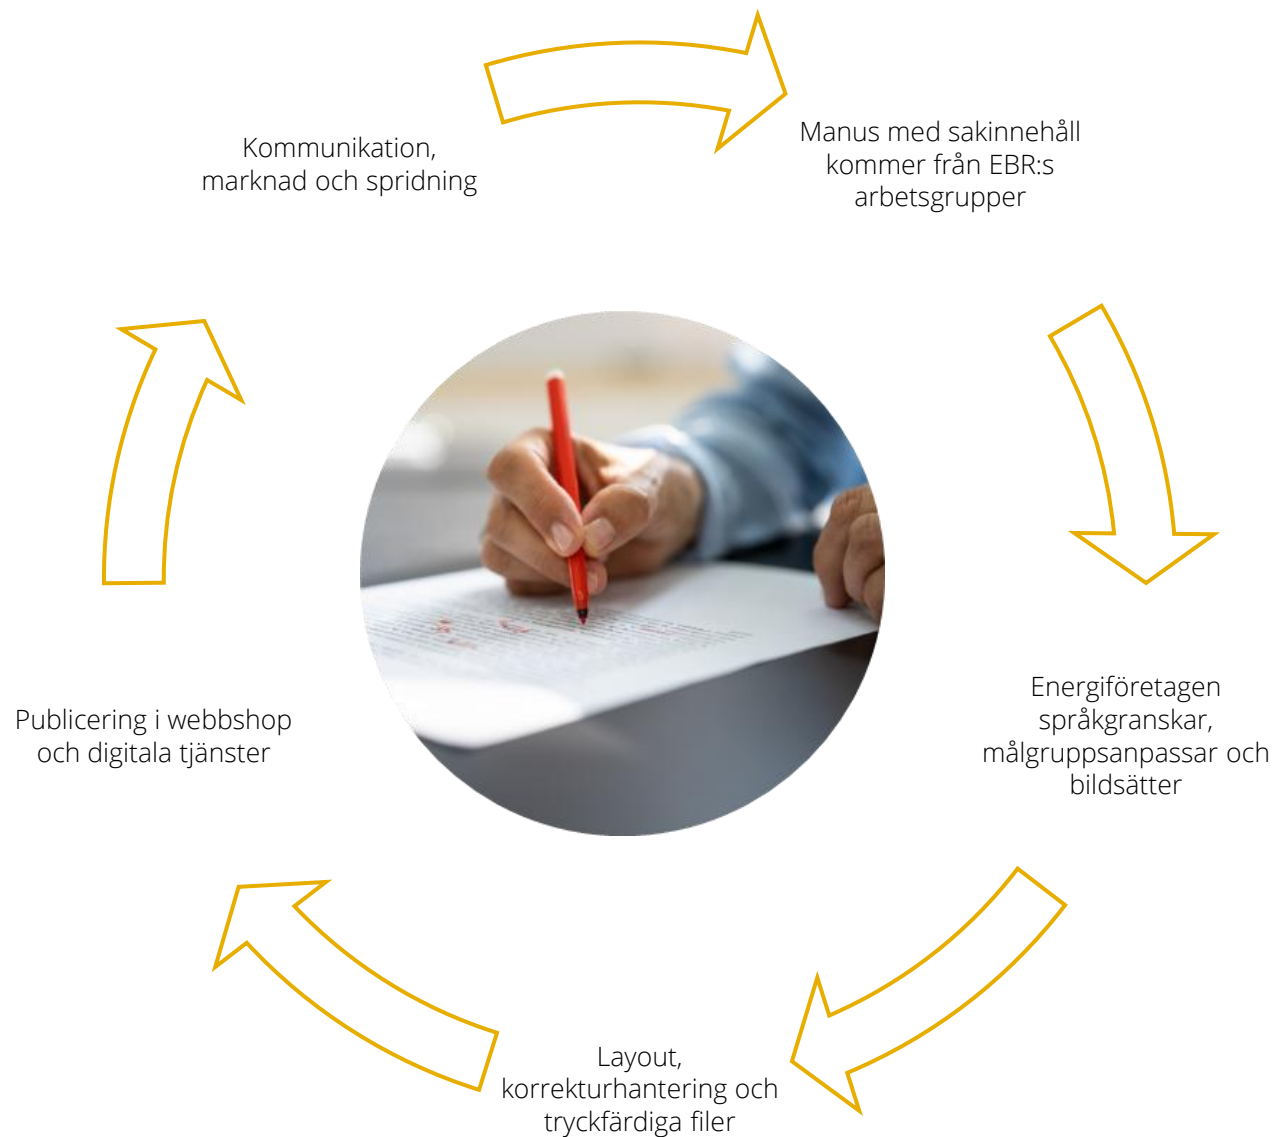 Kommunikation,
marknad och spridning
Manus med sakinnehåll
kommer från EBR:s
arbetsgrupper
Energiföretagen
språkgranskar,
målgruppsanpassar och
bildsätter
Layout,
korrekturhantering och
tryckfärdiga filer
Publicering i webbshop
och digitala tjänster